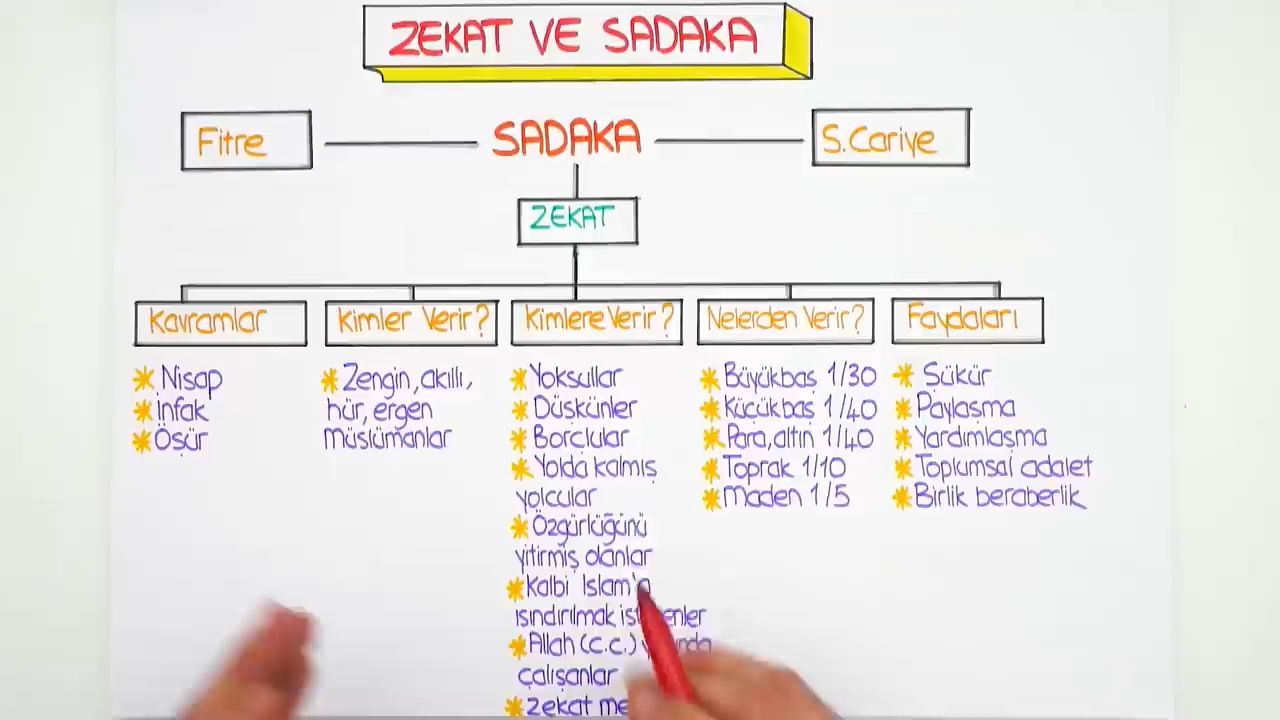 ZEKAT VE SADAKA
Fitre
SADAKA
S. Cariye
ZEKAT
Kavramlar
Kimler Verir?
Kimlere Verir?
Nelerden Verir?
Faydaları
Nisap
İnfak
Öşür
Zengin, akıllı,
hür, ergen
müslümanlar
Yoksullar
Düşkünler
Borçlular
Yolda kalmış
yolcular
Özgürlüğünü
yitirmiş olanlar
Kalbi İslam'a
ısındırılmak
Allah (c.c.)
çalışanlar
Zekat
Büyükbaş 1/30
Küçükbaş 1/40
Para, altın 1/40
Toprak 1/10
Maden 1/5
Şükür
Paylaşma
Yardımlaşma
Toplumsal adalet
Birlik beraberlik